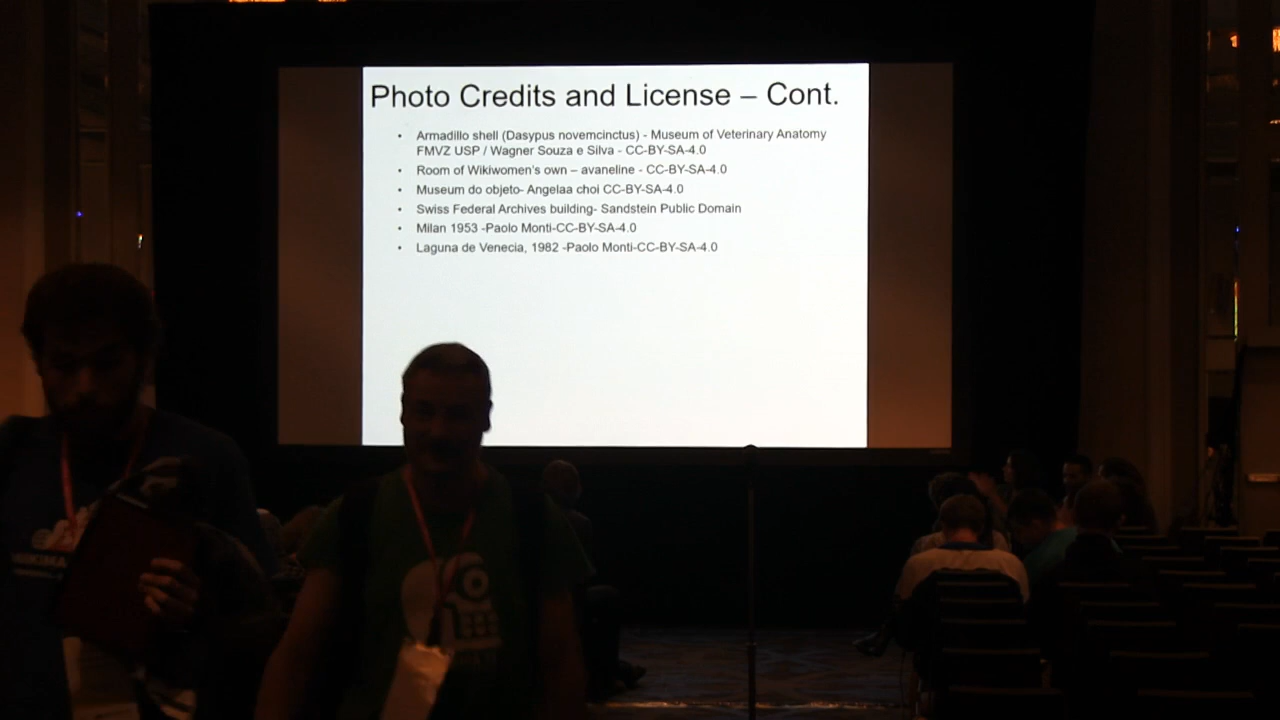 Photo Credits and License – Cont.
• Armadillo shell (Dasypus novemcinctus) - Museum of Veterinary Anatomy
FMVZ USP / Wagner Souza e Silva - CC-BY-SA-4.0
• Room of Wikiwomen's own – avaneline - CC-BY-SA-4.0
• Museum do objeto- Angelaa choi CC-BY-SA-4.0
• Swiss Federal Archives building- Sandstein Public Domain
• Milan 1953 -Paolo Monti-CC-BY-SA-4.0
• Laguna de Venecia, 1982 -Paolo Monti-CC-BY-SA-4.0